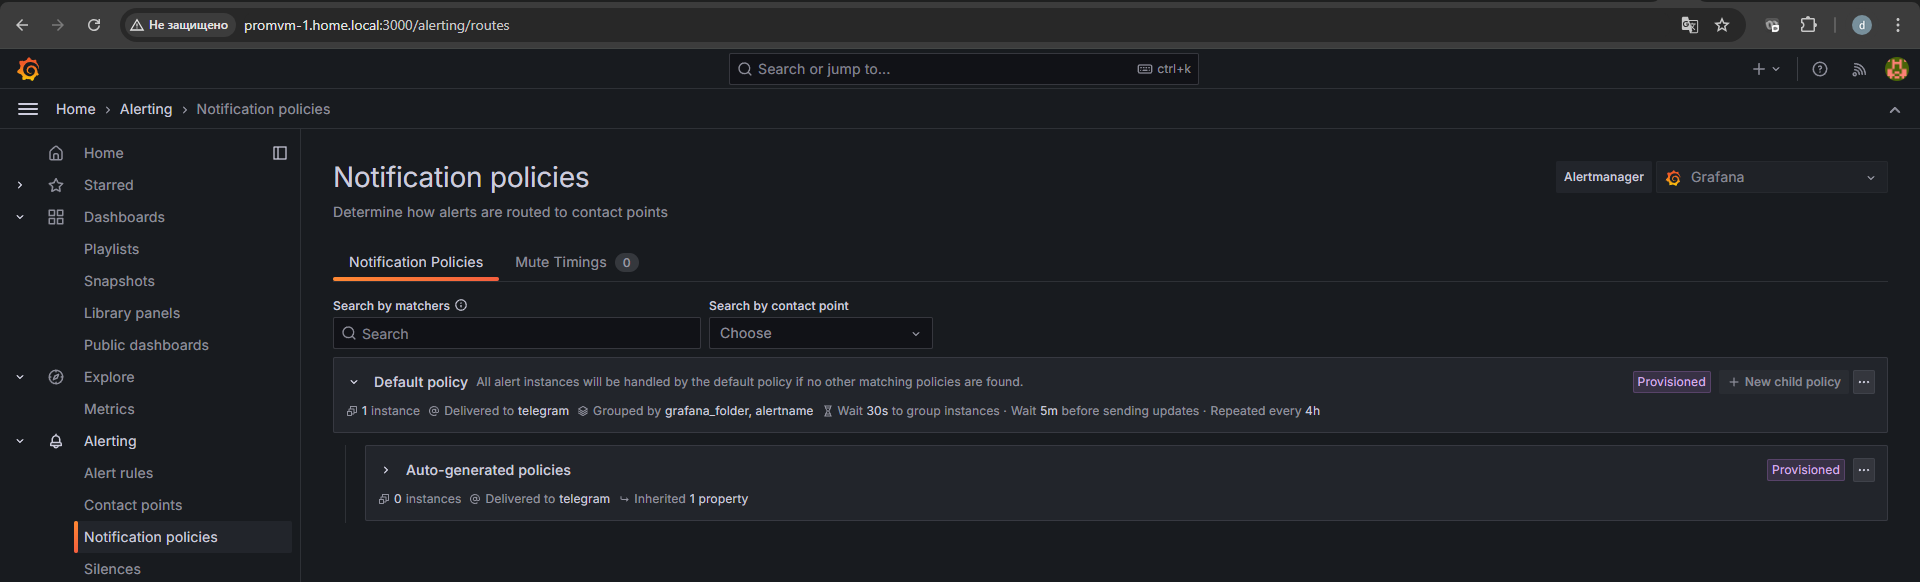 Не защищено promvm-1.home.local:3000/alerting/routes d
Search or jump to... ctrl+k
Home › Alerting › Notification policies
Home
Starred
Dashboards
Playlists
Snapshots
Library panels
Public dashboards
Explore
Metrics
Alerting
Alert rules
Contact points
Notification policies
Silences
Notification policies
Determine how alerts are routed to contact points
Alertmanager Grafana
Notification Policies Mute Timings 0
Search by matchers Search by contact point
Search Choose
Default policy All alert instances will be handled by the default policy if no other matching policies are found. Provisioned + New child policy ...
1 instance @ Delivered to telegram Grouped by grafana_folder, alertname Wait 30s to group instances · Wait 5m before sending updates · Repeated every 4h
Auto-generated policies Provisioned ...
0 instances @ Delivered to telegram Inherited 1 property